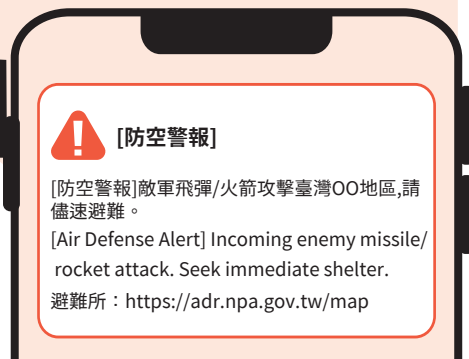 [防空警報]
[防空警報]敵軍飛彈/火箭攻擊臺灣OO地區,請
儘速避難。
[Air Defense Alert] Incoming enemy missile/
rocket attack. Seek immediate shelter.
避難所：https://adr.npa.gov.tw/map